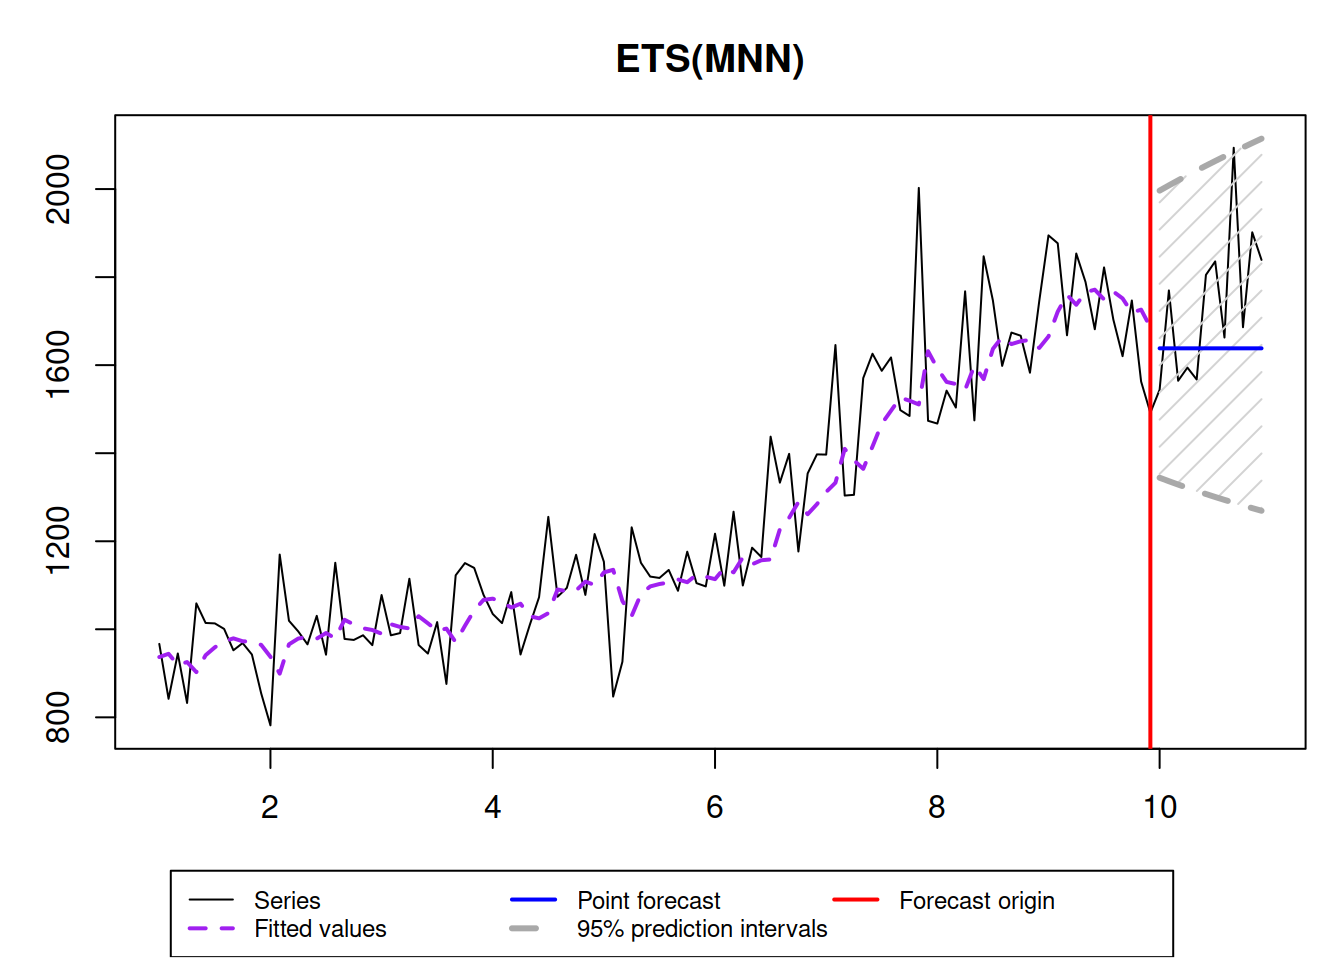 ETS(MNN)
2000
1600
1200
800
2 4 6 8 10
Series Point forecast Forecast origin
Fitted values 95% prediction intervals